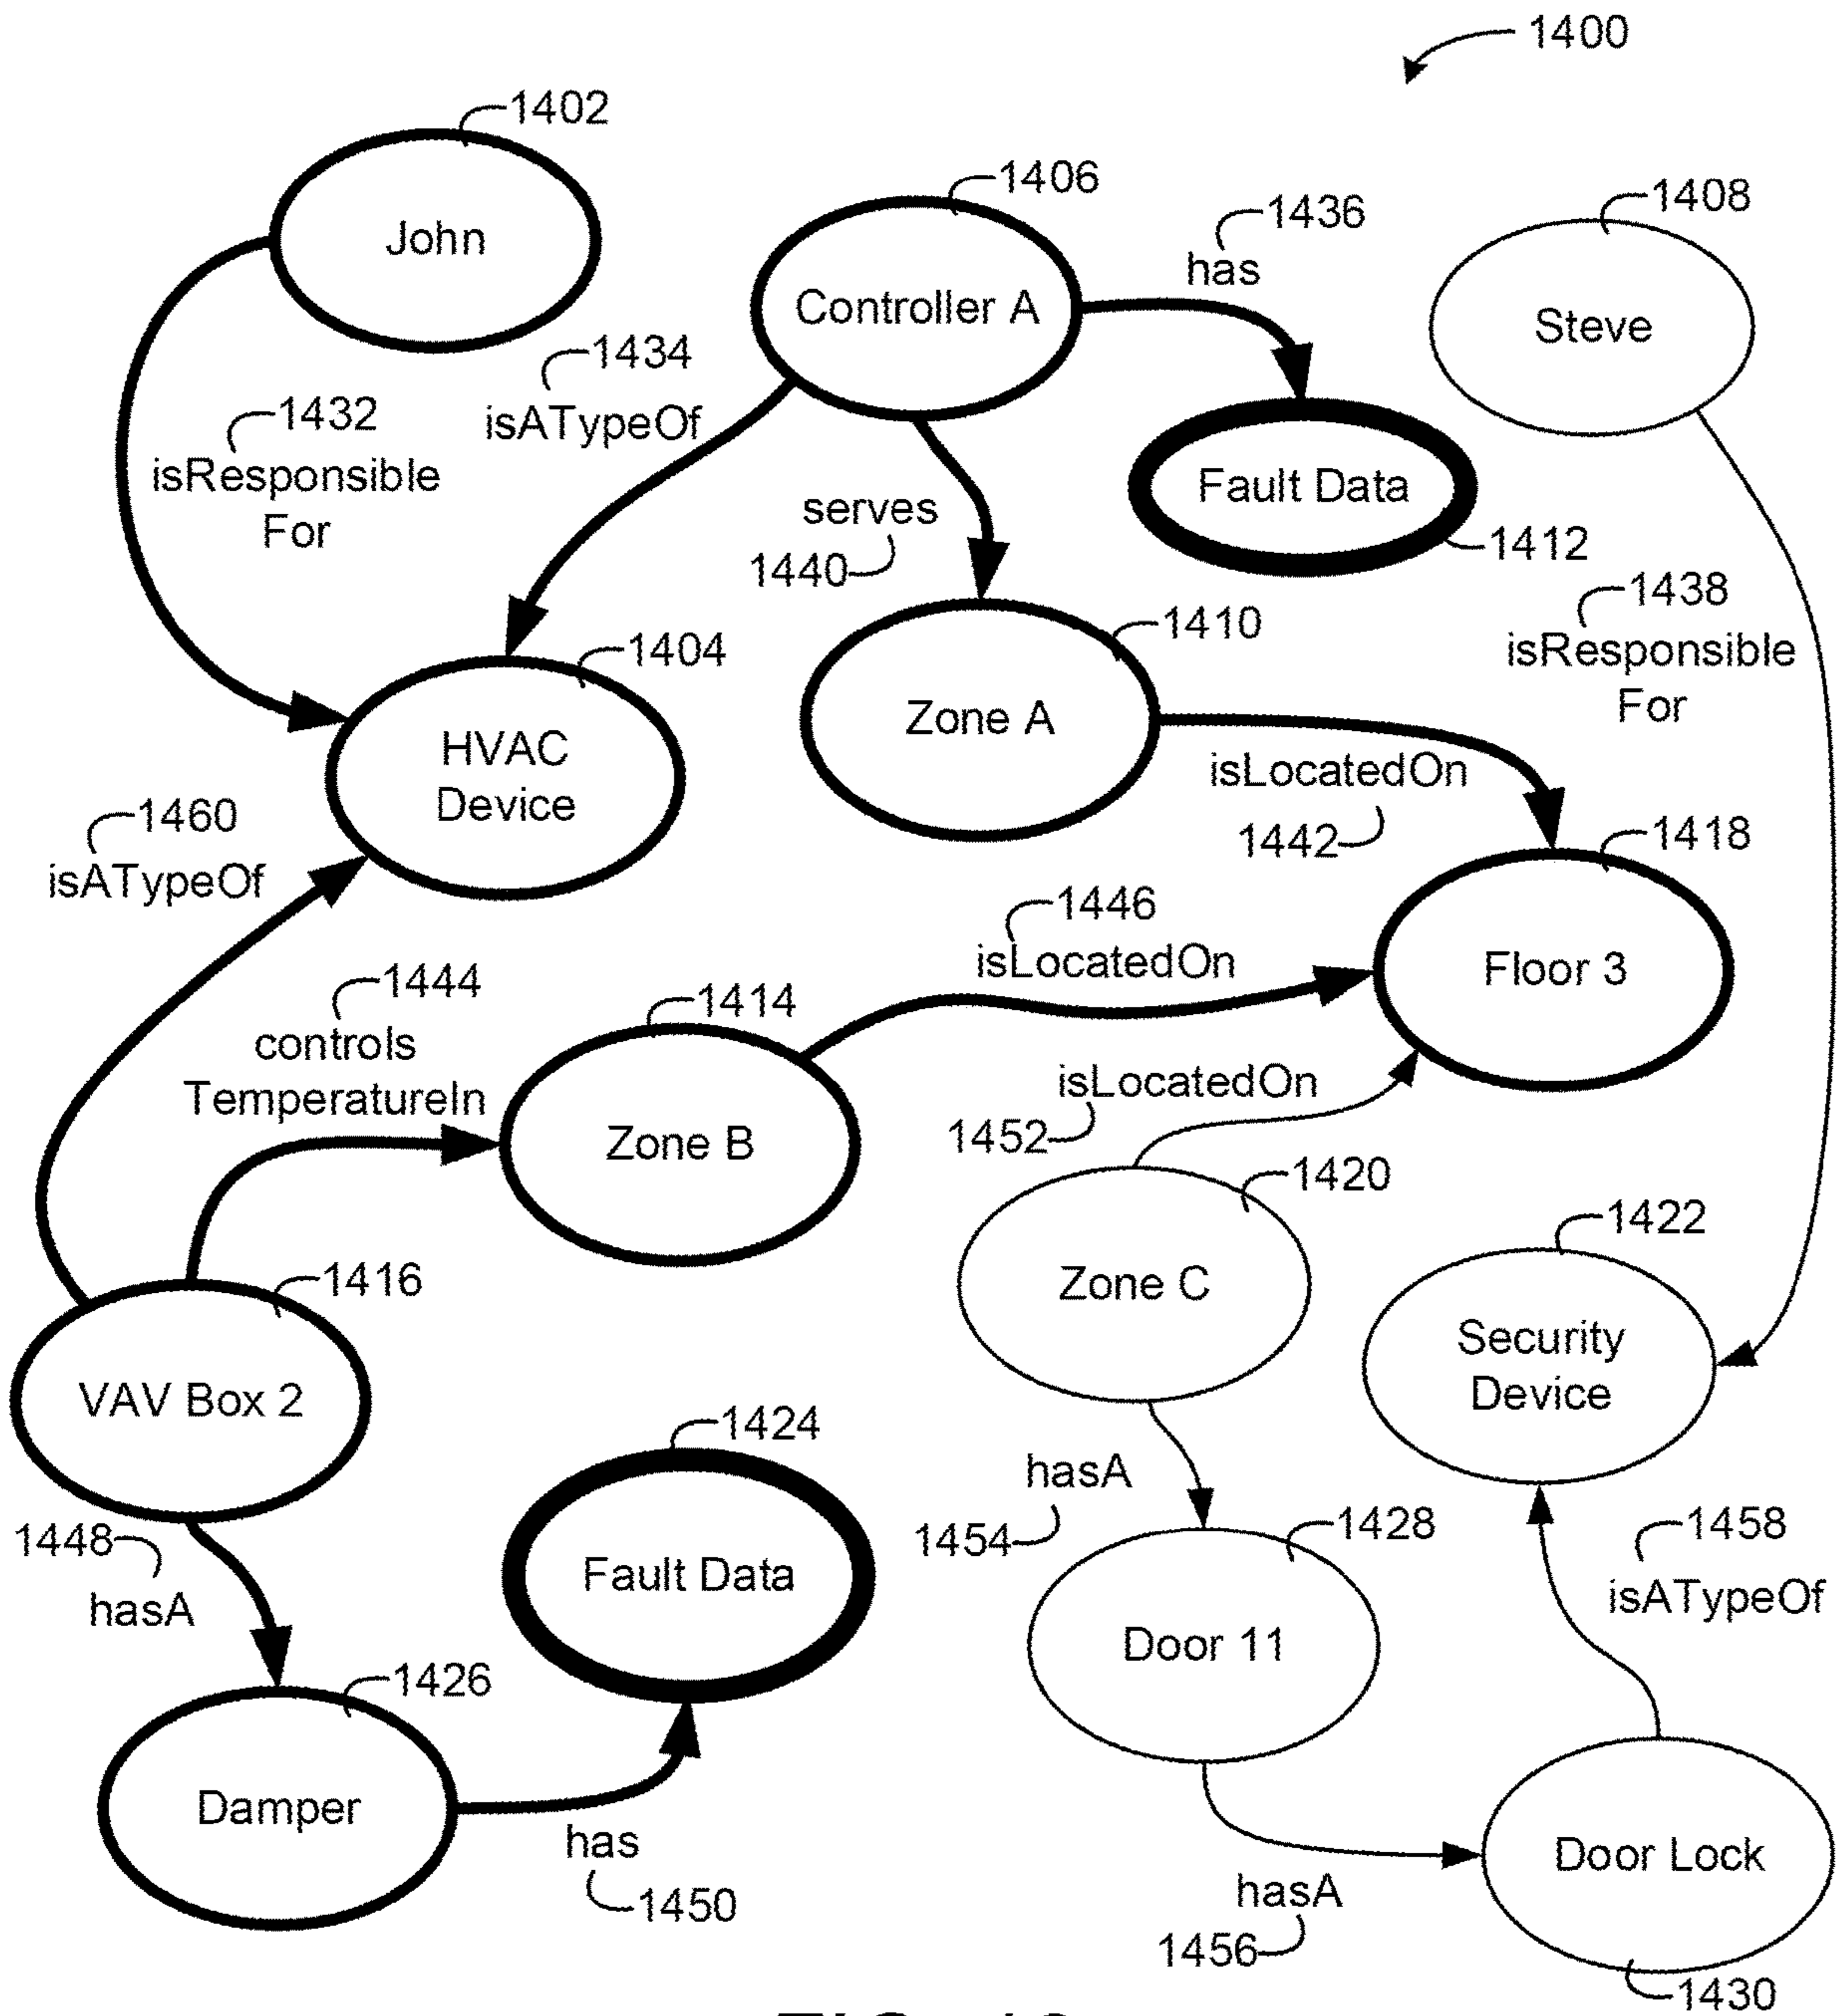 1400
1402
John
1406
Controller A
1436
has
1408
Steve
1434
isATypeOf
1432
isResponsible
For
Fault Data
1412
serves
1440
1438
isResponsible
For
1410
Zone A
1404
HVAC
Device
isLocatedOn
1442
1418
Floor 3
1460
isATypeOf
1446
isLocatedOn
1444
controls
TemperatureIn
1414
Zone B
isLocatedOn
1452
1420
Zone C
1422
Security
Device
1416
VAV Box 2
1424
Fault Data
1448
hasA
hasA
1454
1428
Door 11
1458
isATypeOf
1426
Damper
has
1450
hasA
1456
Door Lock
1430